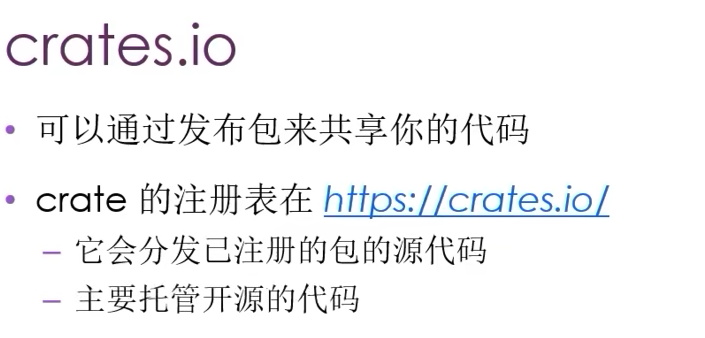 crates.io
• 可以通过发布包来共享你的代码
• crate 的注册表在 https://crates.io/
– 它会分发已注册的包的源代码
– 主要托管开源的代码